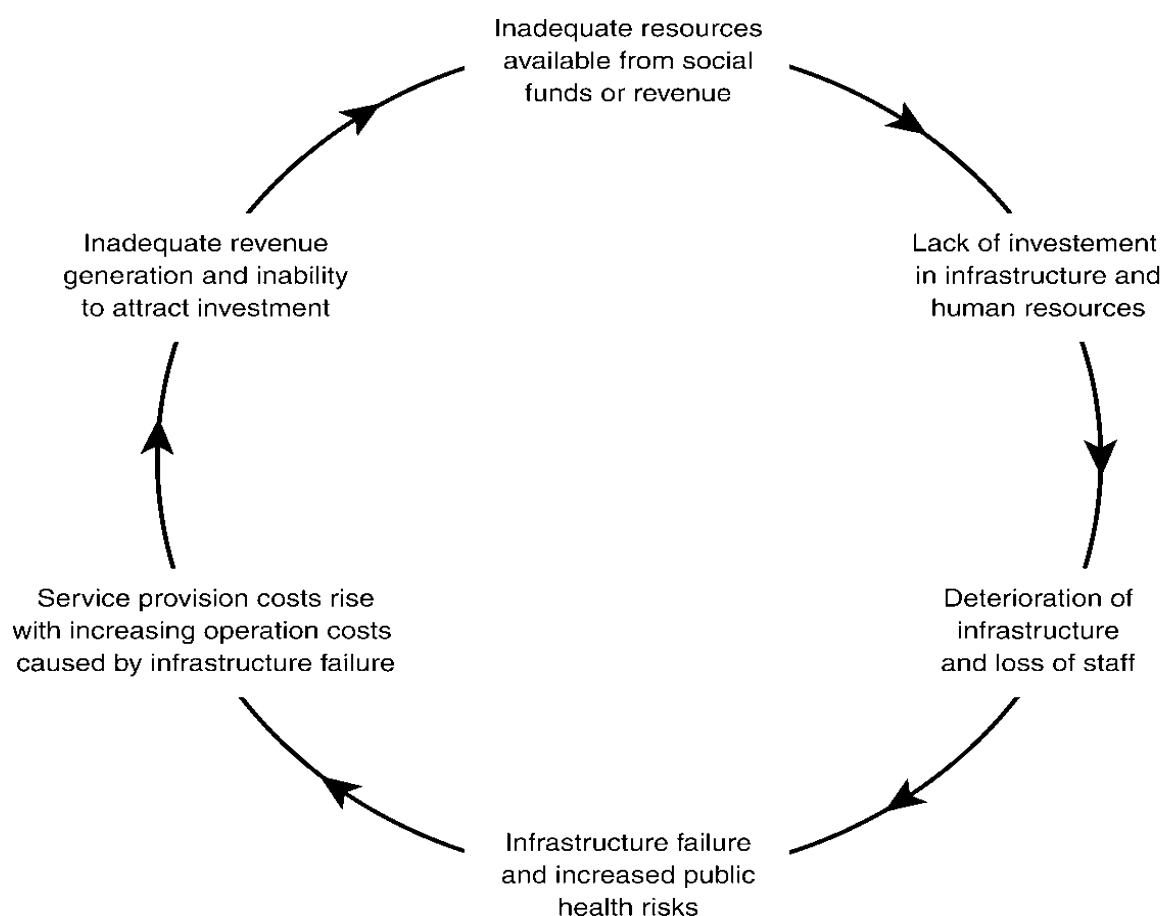 Inadequate resources
available from social
funds or revenue
Lack of investement
in infrastructure and
human resources
Deterioration of
infrastructure
and loss of staff
Infrastructure failure
and increased public
health risks
Service provision costs rise
with increasing operation costs
caused by infrastructure failure
Inadequate revenue
generation and inability
to attract investment